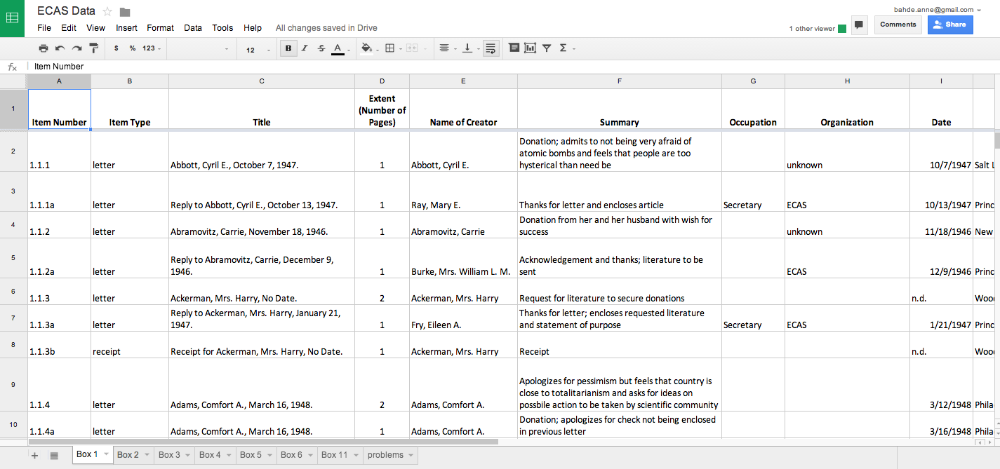 ECAS Data
bahde.anne@gmail.com
File Edit View Insert Format Data Tools Help All changes saved in Drive
1 other viewer Comments Share
$ % 123 12 B I S A Σ
fx Item Number
A B C D E F G H I
1 Item Number Item Type Title Extent (Number of Pages) Name of Creator Summary Occupation Organization Date
2 1.1.1 letter Abbott, Cyril E., October 7, 1947. 1 Abbott, Cyril E. Donation; admits to not being very afraid of atomic bombs and feels that people are too hysterical than need be unknown 10/7/1947 Salt L
3 1.1.1a letter Reply to Abbott, Cyril E., October 13, 1947. 1 Ray, Mary E. Thanks for letter and encloses article Secretary ECAS 10/13/1947 Princ
4 1.1.2 letter Abramovitz, Carrie, November 18, 1946. 1 Abramovitz, Carrie Donation from her and her husband with wish for success unknown 11/18/1946 New
5 1.1.2a letter Reply to Abramovitz, Carrie, December 9, 1946. 1 Burke, Mrs. William L. M. Acknowledgement and thanks; literature to be sent ECAS 12/9/1946 Princ
6 1.1.3 letter Ackerman, Mrs. Harry, No Date. 2 Ackerman, Mrs. Harry Request for literature to secure donations n.d. Woo
7 1.1.3a letter Reply to Ackerman, Mrs. Harry, January 21, 1947. 1 Fry, Eileen A. Thanks for letter; encloses requested literature and statement of purpose Secretary ECAS 1/21/1947 Princ
8 1.1.3b receipt Receipt for Ackerman, Mrs. Harry, No Date. 1 Ackerman, Mrs. Harry Receipt n.d. Woo
9 1.1.4 letter Adams, Comfort A., March 16, 1948. 2 Adams, Comfort A. Apologizes for pessimism but feels that country is close to totalitarianism and asks for ideas on possbile action to be taken by scientific community 3/12/1948 Phila
10 1.1.4a letter Adams, Comfort A., March 16, 1948. 1 Adams, Comfort A. Donation; apologizes for check not being enclosed in previous letter 3/16/1948 Phila
+ Box 1 Box 2 Box 3 Box 4 Box 5 Box 6 Box 11 problems